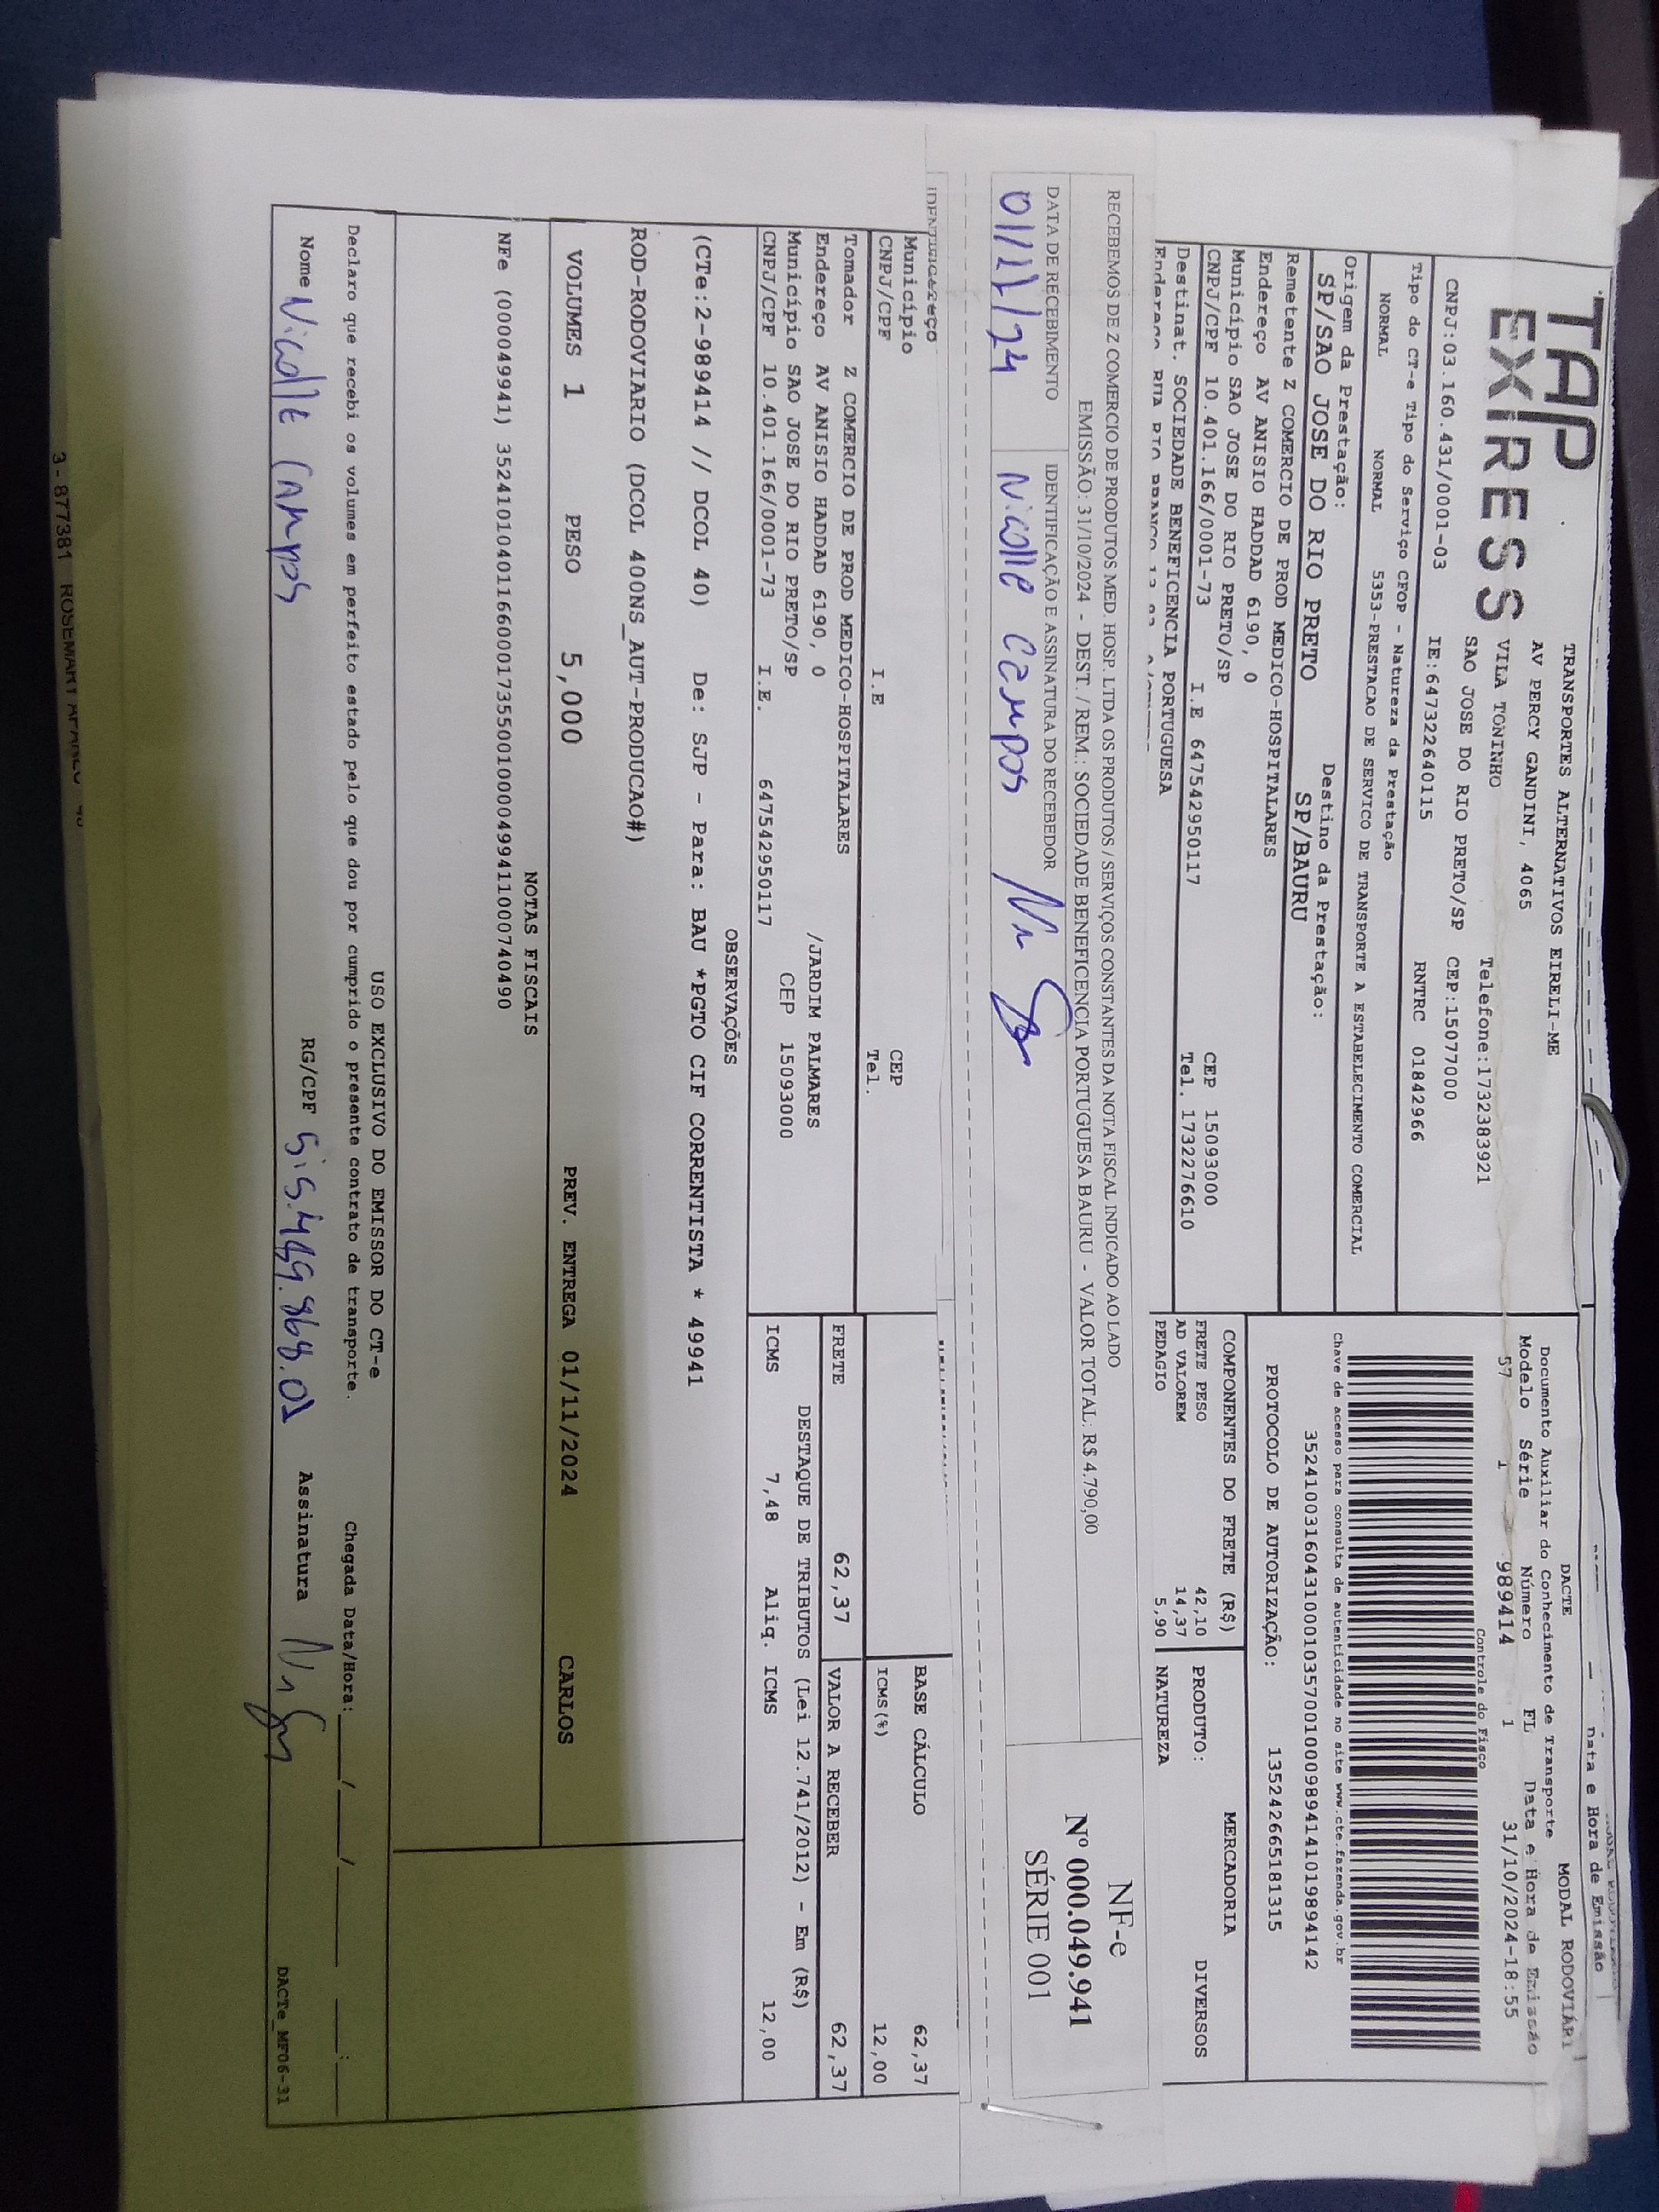 TAP
EXPRESS
TRANSPORTES ALTERNATIVOS EIRELI-ME
AV PERCY GANDINI, 4065
VILA TONINHO
SAO JOSE DO RIO PRETO/SP CEP:15077000
Telefone:1732383921
CNPJ:03.160.431/0001-03 IE:647322640115 RNTRC 01842966
Data e Hora de Emissão
DACTE MODAL RODOVIÁRI
Documento Auxiliar do Conhecimento de Transporte
Modelo Série Número FL Data e Hora de Emissão
57 1 989414 1 31/10/2024-18:55
Controle do Fisco
Chave de acesso para consulta de autenticidade no site www.cte.fazenda.gov.br
35241003160431000103570010009894141019894142
PROTOCOLO DE AUTORIZAÇÃO: 135242665181315
Tipo do CT-e Tipo do Serviço CFOP - Natureza da Prestação
NORMAL NORMAL 5353-PRESTACAO DE SERVICO DE TRANSPORTE A ESTABELECIMENTO COMERCIAL
Origem da Prestação: Destino da Prestação:
SP/SAO JOSE DO RIO PRETO SP/BAURU
Remetente Z COMERCIO DE PROD MEDICO-HOSPITALARES
Endereço AV ANISIO HADDAD 6190, 0
Município SAO JOSE DO RIO PRETO/SP CEP 15093000
CNPJ/CPF 10.401.166/0001-73 I.E 647542950117 Tel. 1732276610
Destinat. SOCIEDADE BENEFICENCIA PORTUGUESA
COMPONENTES DO FRETE (R$) MERCADORIA
FRETE PESO 42,10 PRODUTO: DIVERSOS
AD VALOREM 14,37
PEDAGIO 5,90 NATUREZA
RECEBEMOS DE Z COMERCIO DE PRODUTOS MED. HOSP. LTDA OS PRODUTOS / SERVIÇOS CONSTANTES DA NOTA FISCAL INDICADO AO LADO
EMISSÃO: 31/10/2024 - DEST. / REM.: SOCIEDADE BENEFICENCIA PORTUGUESA BAURU - VALOR TOTAL: R$ 4.790,00
DATA DE RECEBIMENTO IDENTIFICAÇÃO E ASSINATURA DO RECEBEDOR
01/11/24 Nicolle Campos
NF-e
Nº 000.049.941
SÉRIE 001
Município CEP
CNPJ/CPF I.E Tel.
BASE CÁLCULO 62,37
ICMS(%) 12,00
Tomador Z COMERCIO DE PROD MEDICO-HOSPITALARES
Endereço AV ANISIO HADDAD 6190, 0 /JARDIM PALMARES
Município SAO JOSE DO RIO PRETO/SP CEP 15093000
CNPJ/CPF 10.401.166/0001-73 I.E. 647542950117
FRETE 62,37 VALOR A RECEBER 62,37
DESTAQUE DE TRIBUTOS (Lei 12.741/2012) - Em (R$)
ICMS 7,48 Aliq. ICMS 12,00
OBSERVAÇÕES
(CTe:2-989414 // DCOL 40) De: SJP - Para: BAU *PGTO CIF CORRENTISTA * 49941
ROD-RODOVIARIO (DCOL 400NS_AUT-PRODUCAO#)
VOLUMES 1 PESO 5,000 PREV. ENTREGA 01/11/2024 CARLOS
NOTAS FISCAIS
NFe (000049941) 35241010401166000173550010000499411100740490
USO EXCLUSIVO DO EMISSOR DO CT-e
Declaro que recebi os volumes em perfeito estado pelo que dou por cumprido o presente contrato de transporte. Chegada Data/Hora:___/___/___ ___:___
Nome Nicolle Campos RG/CPF Assinatura
DACTe_MF06-31
3 - 877381